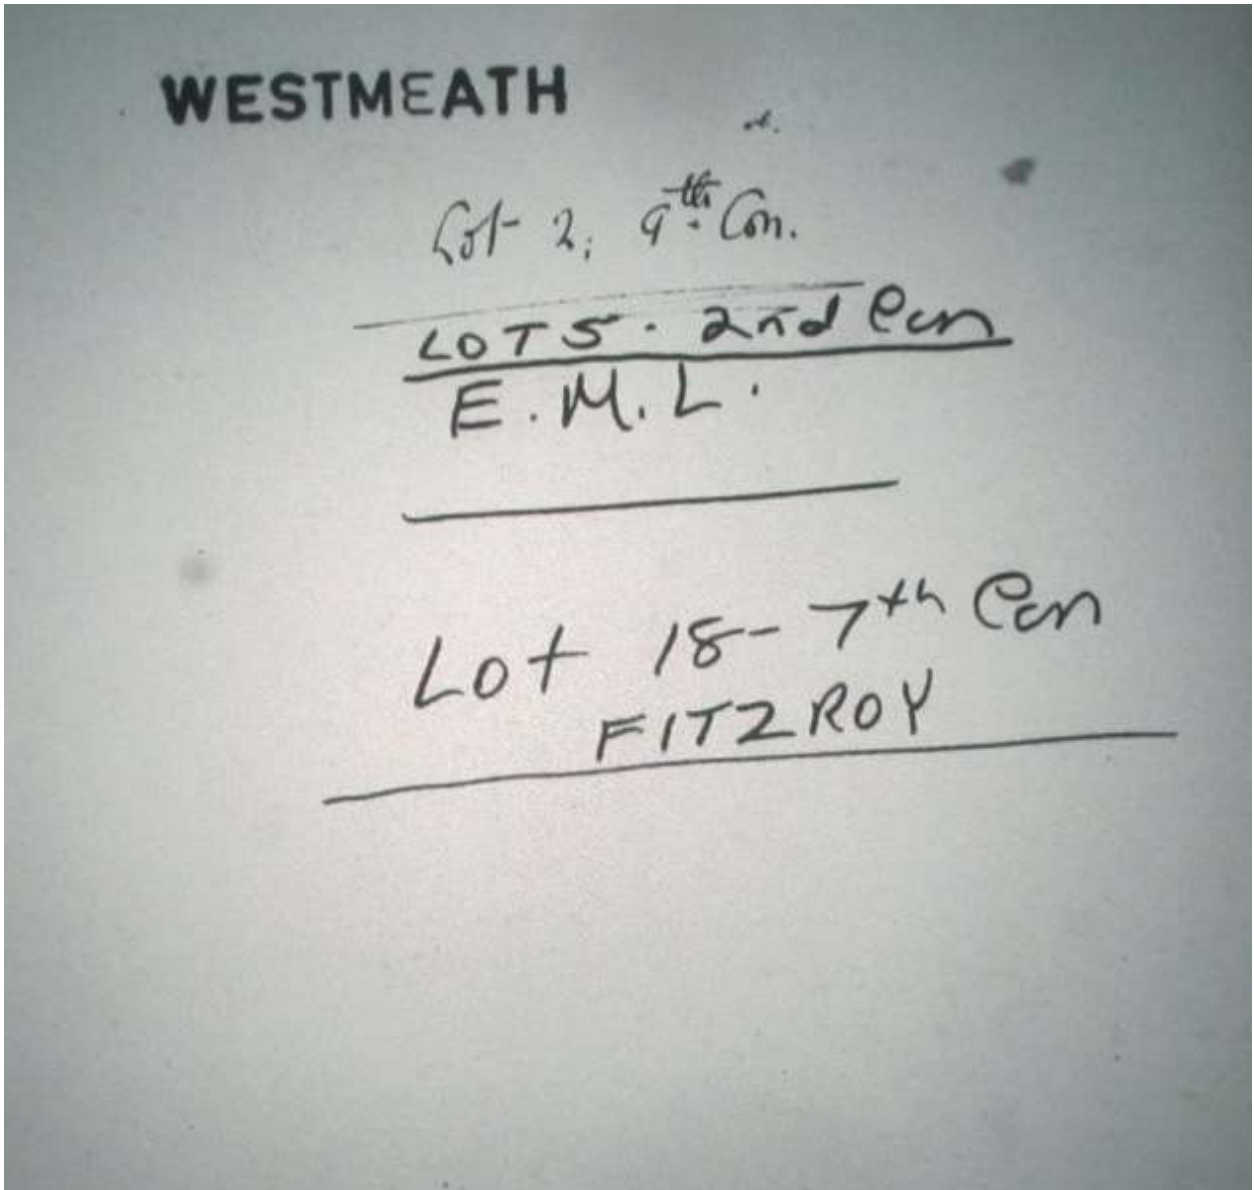 WESTMEATH
Lot 2, 9th Con.
LOT 5. 2nd Con
E.M.L.
Lot 18-7th Con
FITZROY